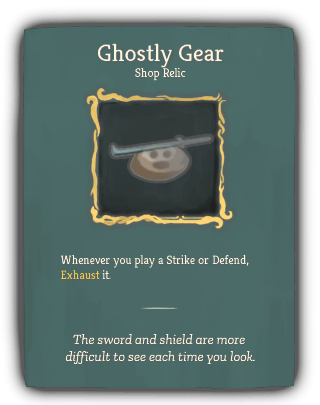 Ghostly Gear
Shop Relic
Whenever you play a Strike or Defend,
Exhaust it.
The sword and shield are more
difficult to see each time you look.